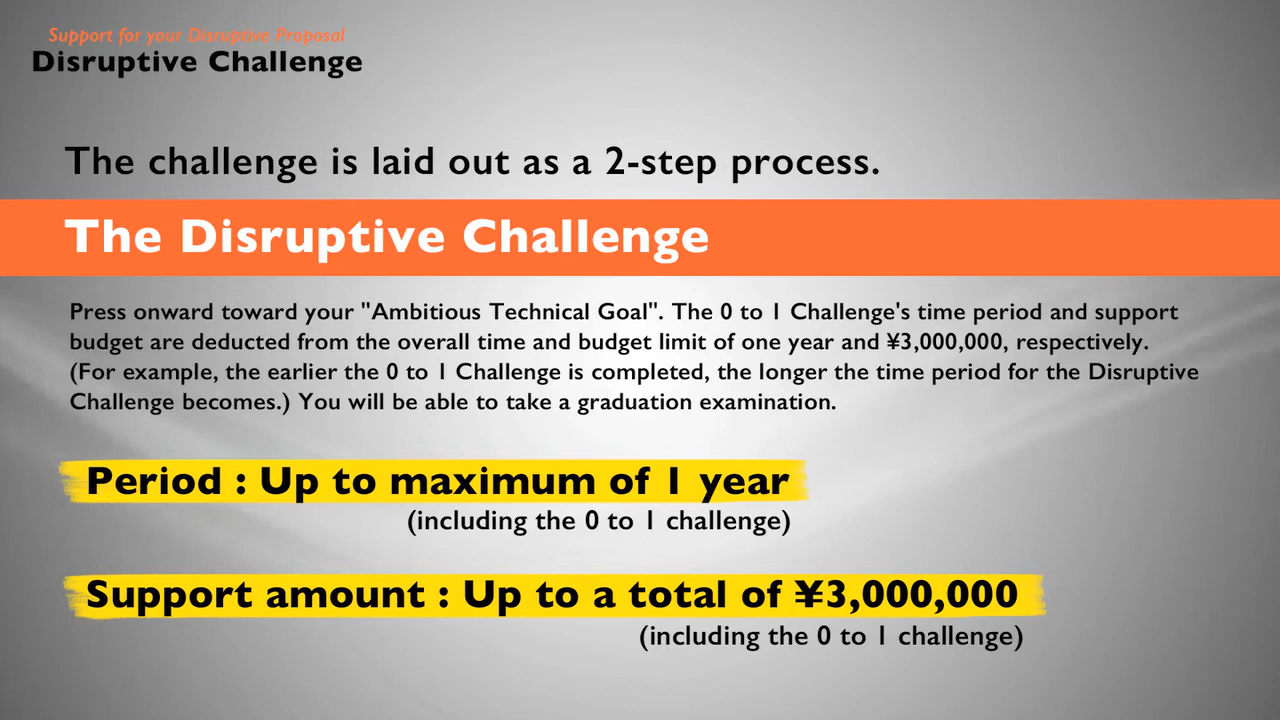 Support for your Disruptive Proposal
Disruptive Challenge
The challenge is laid out as a 2-step process.
The Disruptive Challenge
Press onward toward your "Ambitious Technical Goal". The 0 to 1 Challenge's time period and support
budget are deducted from the overall time and budget limit of one year and ¥3,000,000, respectively.
(For example, the earlier the 0 to 1 Challenge is completed, the longer the time period for the Disruptive
Challenge becomes.) You will be able to take a graduation examination.
Period : Up to maximum of 1 year
(including the 0 to 1 challenge)
Support amount : Up to a total of ¥3,000,000
(including the 0 to 1 challenge)